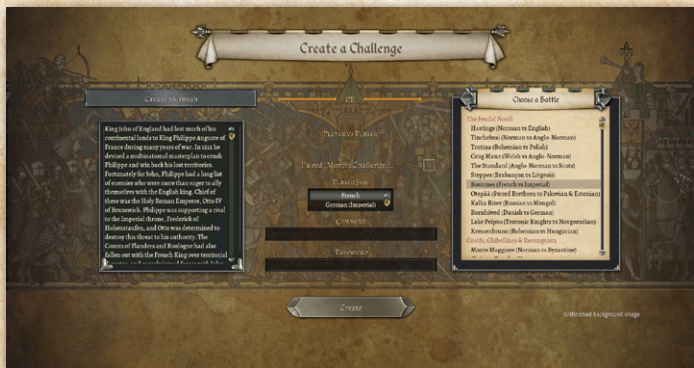 Create a Challenge
Create Skirmish
OR
Choose a Battle
King John of England had lost much of his
continental lands to King Philippe Auguste of
France during many years of war. In 1212 he
devised a multinational masterplan to crush
Philippe and win back his lost territories.
Fortunately for John, Philippe had a long list
of enemies who were more than eager to ally
themselves with the English king. Chief of
these was the Holy Roman Emperor, Otto IV
of Brunswick. Philippe was supporting a rival
to the Imperial throne, Frederick of
Hohenstaufen, and Otto was determined to
destroy this threat to his authority. The
Counts of Flanders and Boulogne had also
fallen out with the French King over territorial
Player vs Player
Paired (Mirror) Challenge
Player Side
French
German (Imperial)
Comment
Password
The Feudal North
Hastings (Norman vs English)
Tinchebrai (Norman vs Anglo-Norman)
Trutina (Bohemian vs Polish)
Crug Mawr (Welsh vs Anglo-Norman)
The Standard (Anglo-Norman vs Scots)
Steppes (Brabançon vs Liégeois)
Bouvines (French vs Imperial)
Otepää (Sword Brethren vs Pskovian & Estonian)
Kalka River (Russian vs Mongol)
Bornhöved (Danish vs German)
Lake Peipus (Teutonic Knights vs Novgorodian)
Kressenbrunn (Bohemian vs Hungarian)
Guelfs, Ghibellines & Reconquista
Monte Maggiore (Norman vs Byzantine)
Create
Unfinished Background Image